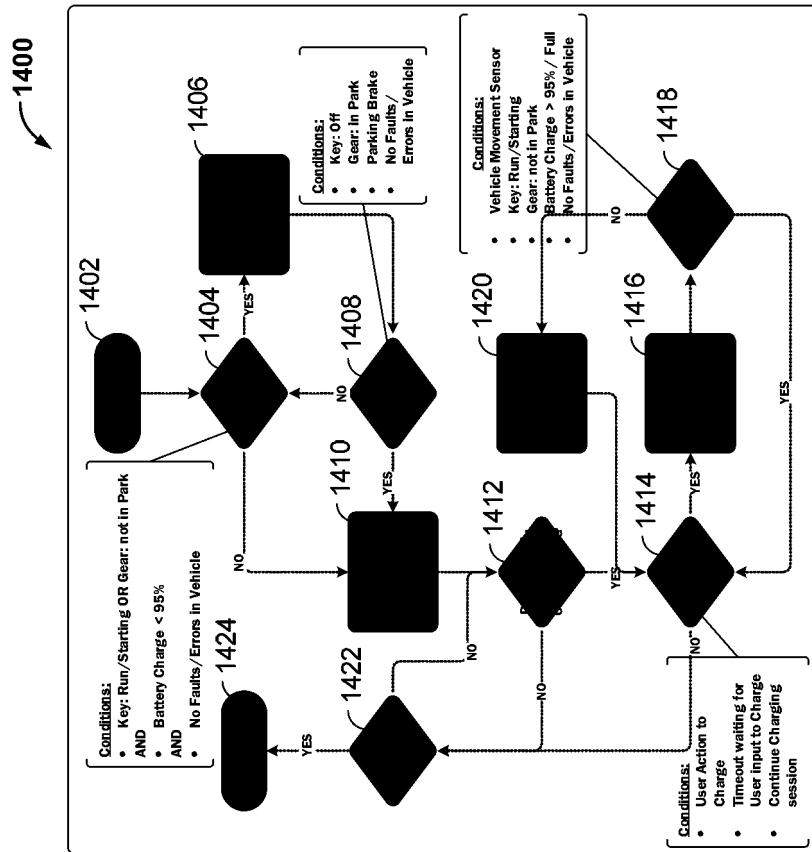 1400
1402
1404
1406
1408
1410
1412
1414
1416
1418
1420
1422
1424
Conditions:
• Key: Run/Starting OR Gear: not in Park
AND
• Battery Charge < 95%
AND
• No Faults/Errors in Vehicle
Conditions:
• Key: Off
• Gear: in Park
• Parking Brake
• No Faults/
Errors in Vehicle
Conditions:
• Vehicle Movement Sensor
• Key: Run/Starting
• Gear: not in Park
• Battery Charge > 95% / Full
• No Faults/Errors in Vehicle
Conditions:
• User Action to
Charge
• Timeout waiting for
User input to Charge
• Continue Charging
session
YES
NO
NO
YES
NO
YES
NO
YES
NO
YES
NO
YES
NO
YES